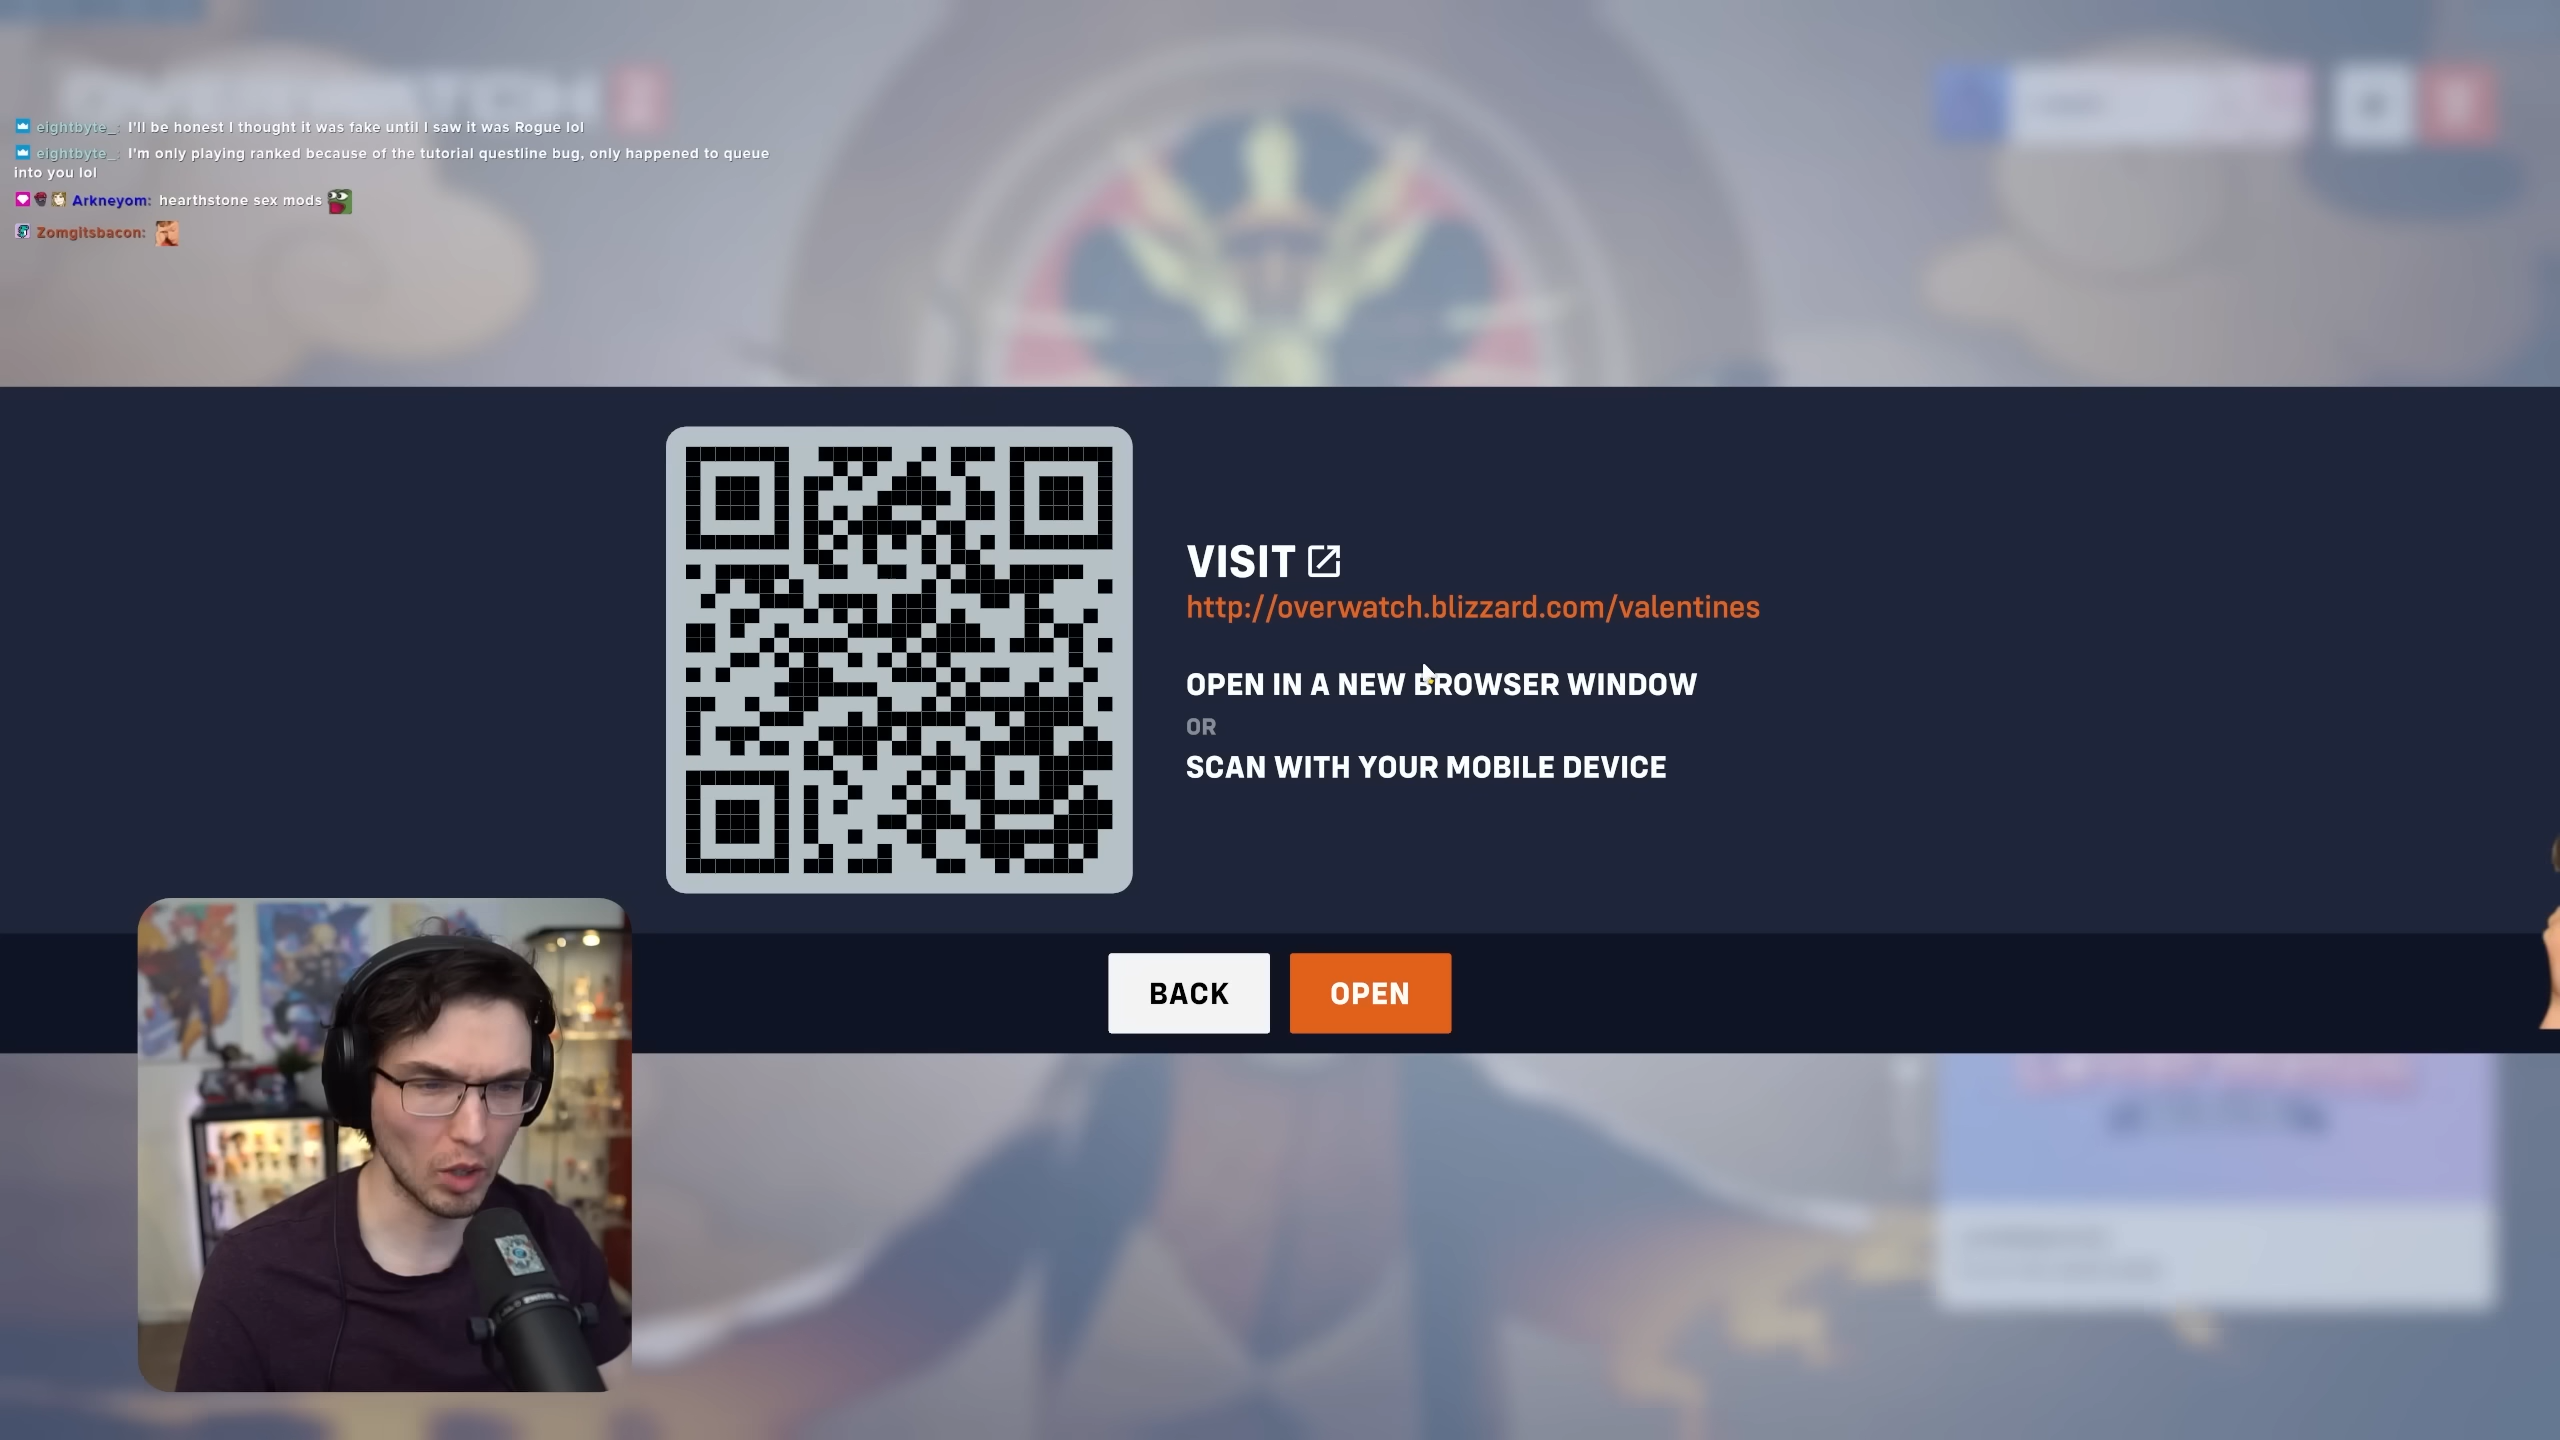 OVERWATCH 2
eightbyte_: I'll be honest I thought it was fake until I saw it was Rogue lol
eightbyte_: I'm only playing ranked because of the tutorial questline bug, only happened to queue
into you lol
Arkneyom: hearthstone sex mods
Zomgitsbacon:
VISIT
http://overwatch.blizzard.com/valentines
OPEN IN A NEW BROWSER WINDOW
OR
SCAN WITH YOUR MOBILE DEVICE
BACK
OPEN